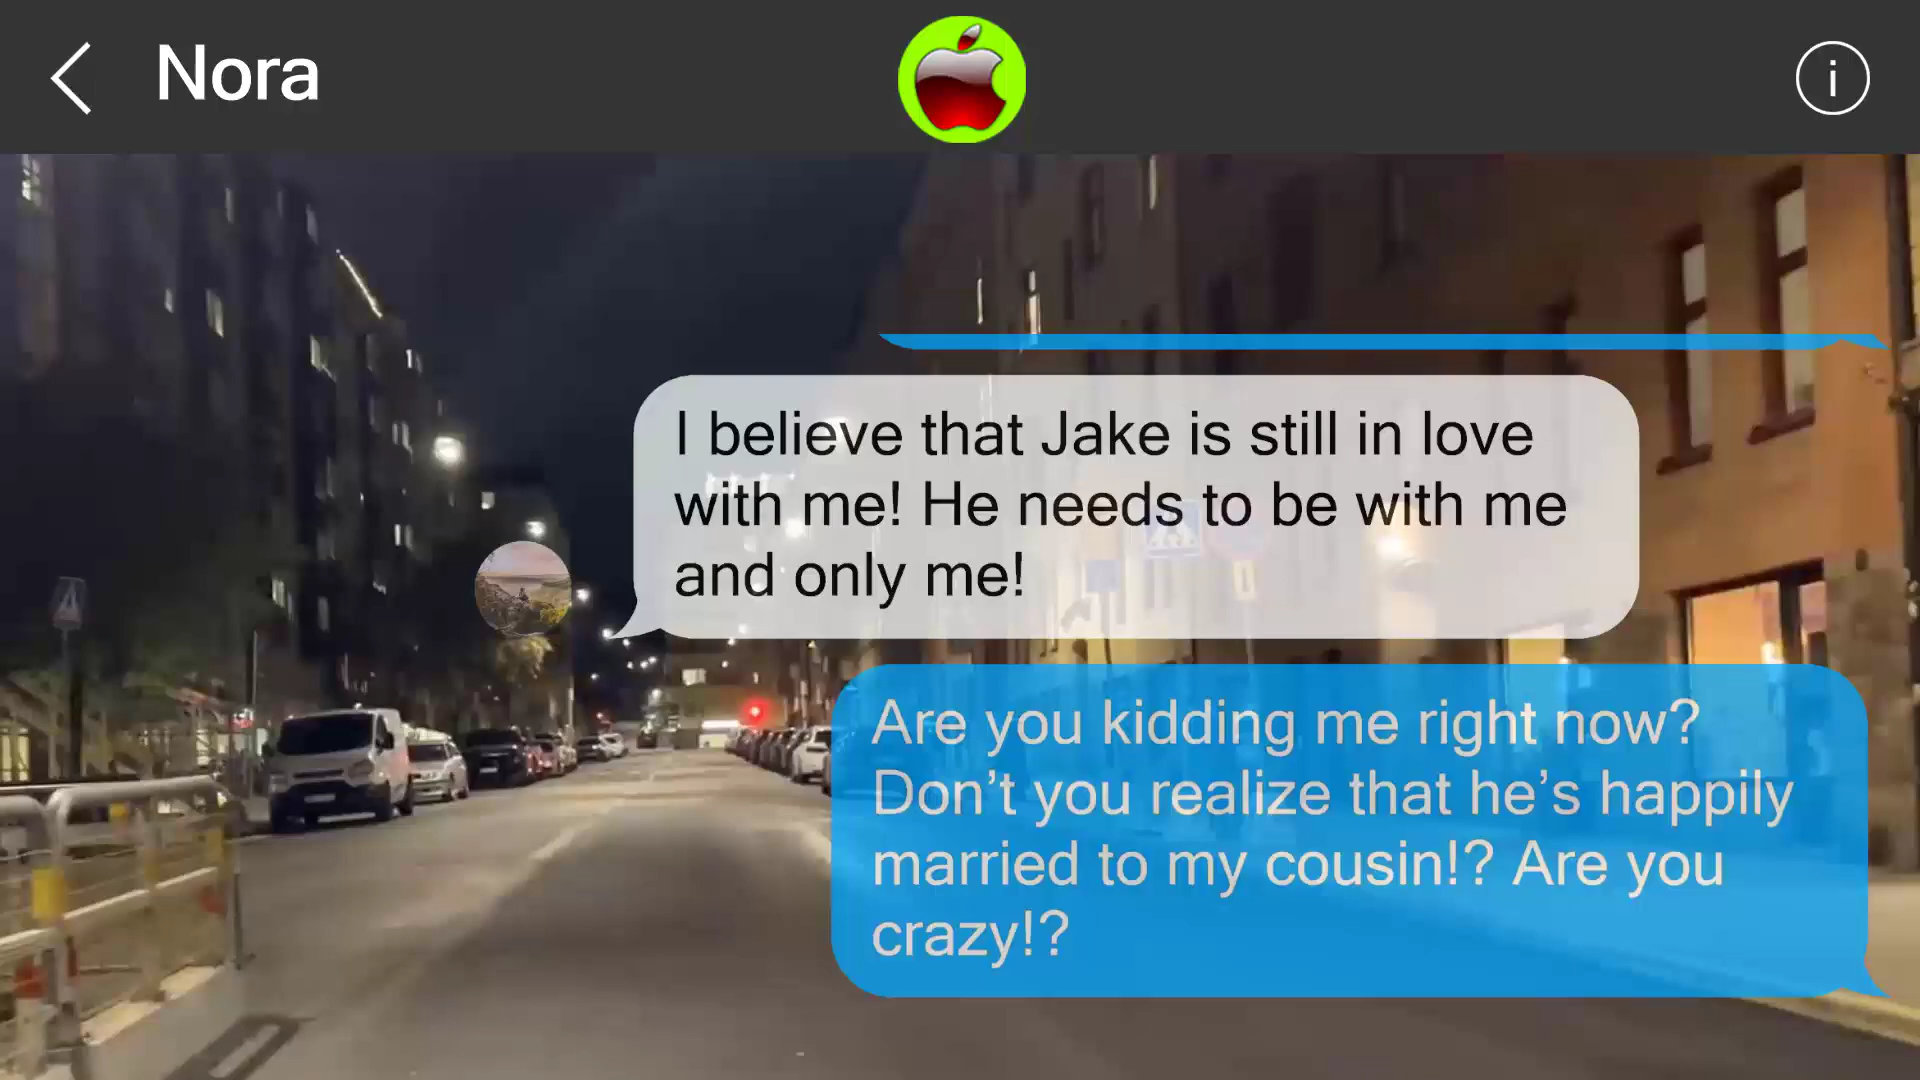 Nora
I believe that Jake is still in love
with me! He needs to be with me
and only me!
Are you kidding me right now?
Don’t you realize that he’s happily
married to my cousin!? Are you
crazy!?